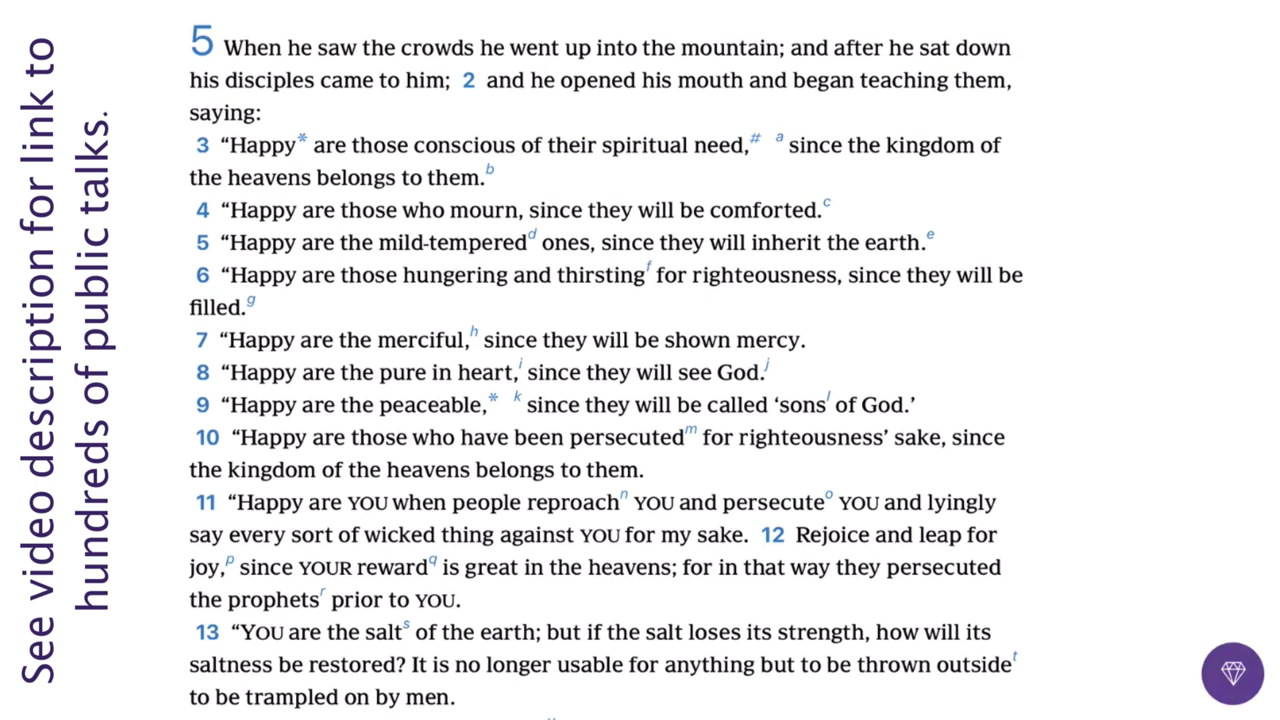 See video description for link to
hundreds of public talks.
5 When he saw the crowds he went up into the mountain; and after he sat down
his disciples came to him; 2 and he opened his mouth and began teaching them,
saying:
3 “Happy* are those conscious of their spiritual need,# a since the kingdom of
the heavens belongs to them.b
4 “Happy are those who mourn, since they will be comforted.c
5 “Happy are the mild-temperedd ones, since they will inherit the earth.e
6 “Happy are those hungering and thirstingf for righteousness, since they will be
filled.g
7 “Happy are the merciful,h since they will be shown mercy.
8 “Happy are the pure in heart,i since they will see God.j
9 “Happy are the peaceable,* k since they will be called ‘sonsl of God.’
10 “Happy are those who have been persecutedm for righteousness’ sake, since
the kingdom of the heavens belongs to them.
11 “Happy are YOU when people reproachn YOU and persecuteo YOU and lyingly
say every sort of wicked thing against YOU for my sake. 12 Rejoice and leap for
joy,p since YOUR rewardq is great in the heavens; for in that way they persecuted
the prophetsr prior to YOU.
13 “YOU are the salts of the earth; but if the salt loses its strength, how will its
saltness be restored? It is no longer usable for anything but to be thrown outsidet
to be trampled on by men.